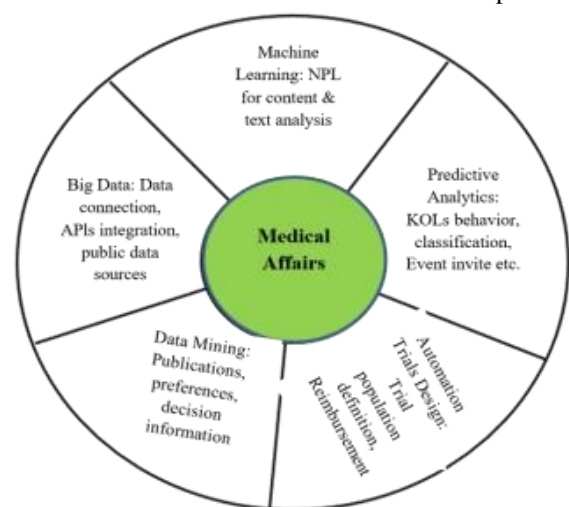 Machine
Learning: NPL
for content &
text analysis
Predictive
Analytics:
KOLs behavior,
classification,
Event invite etc.
Big Data: Data
connection,
APIs integration,
public data
sources
Medical
Affairs
Data Mining:
Publications,
preferences,
decision
information
Automation
Trials Design:
Trial
population
definition,
Reimbursement